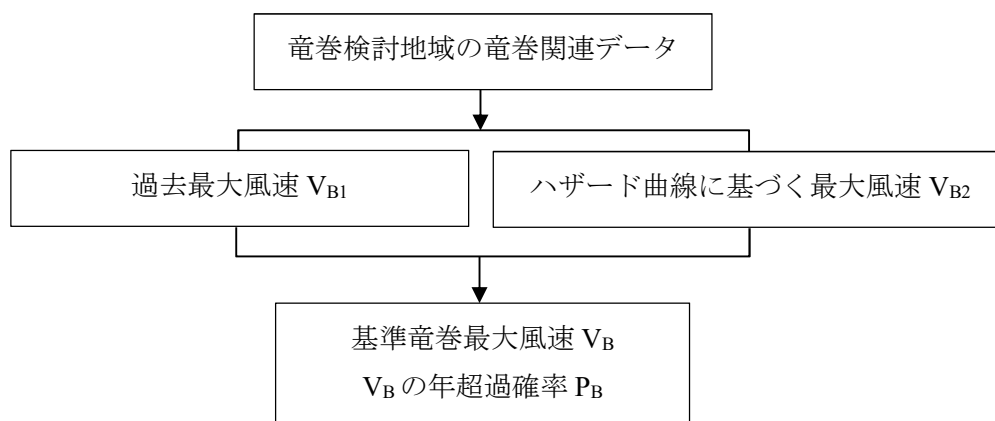 竜巻検討地域の竜巻関連データ
過去最大風速 VB1
ハザード曲線に基づく最大風速 VB2
基準竜巻最大風速 VB
VB の年超過確率 PB